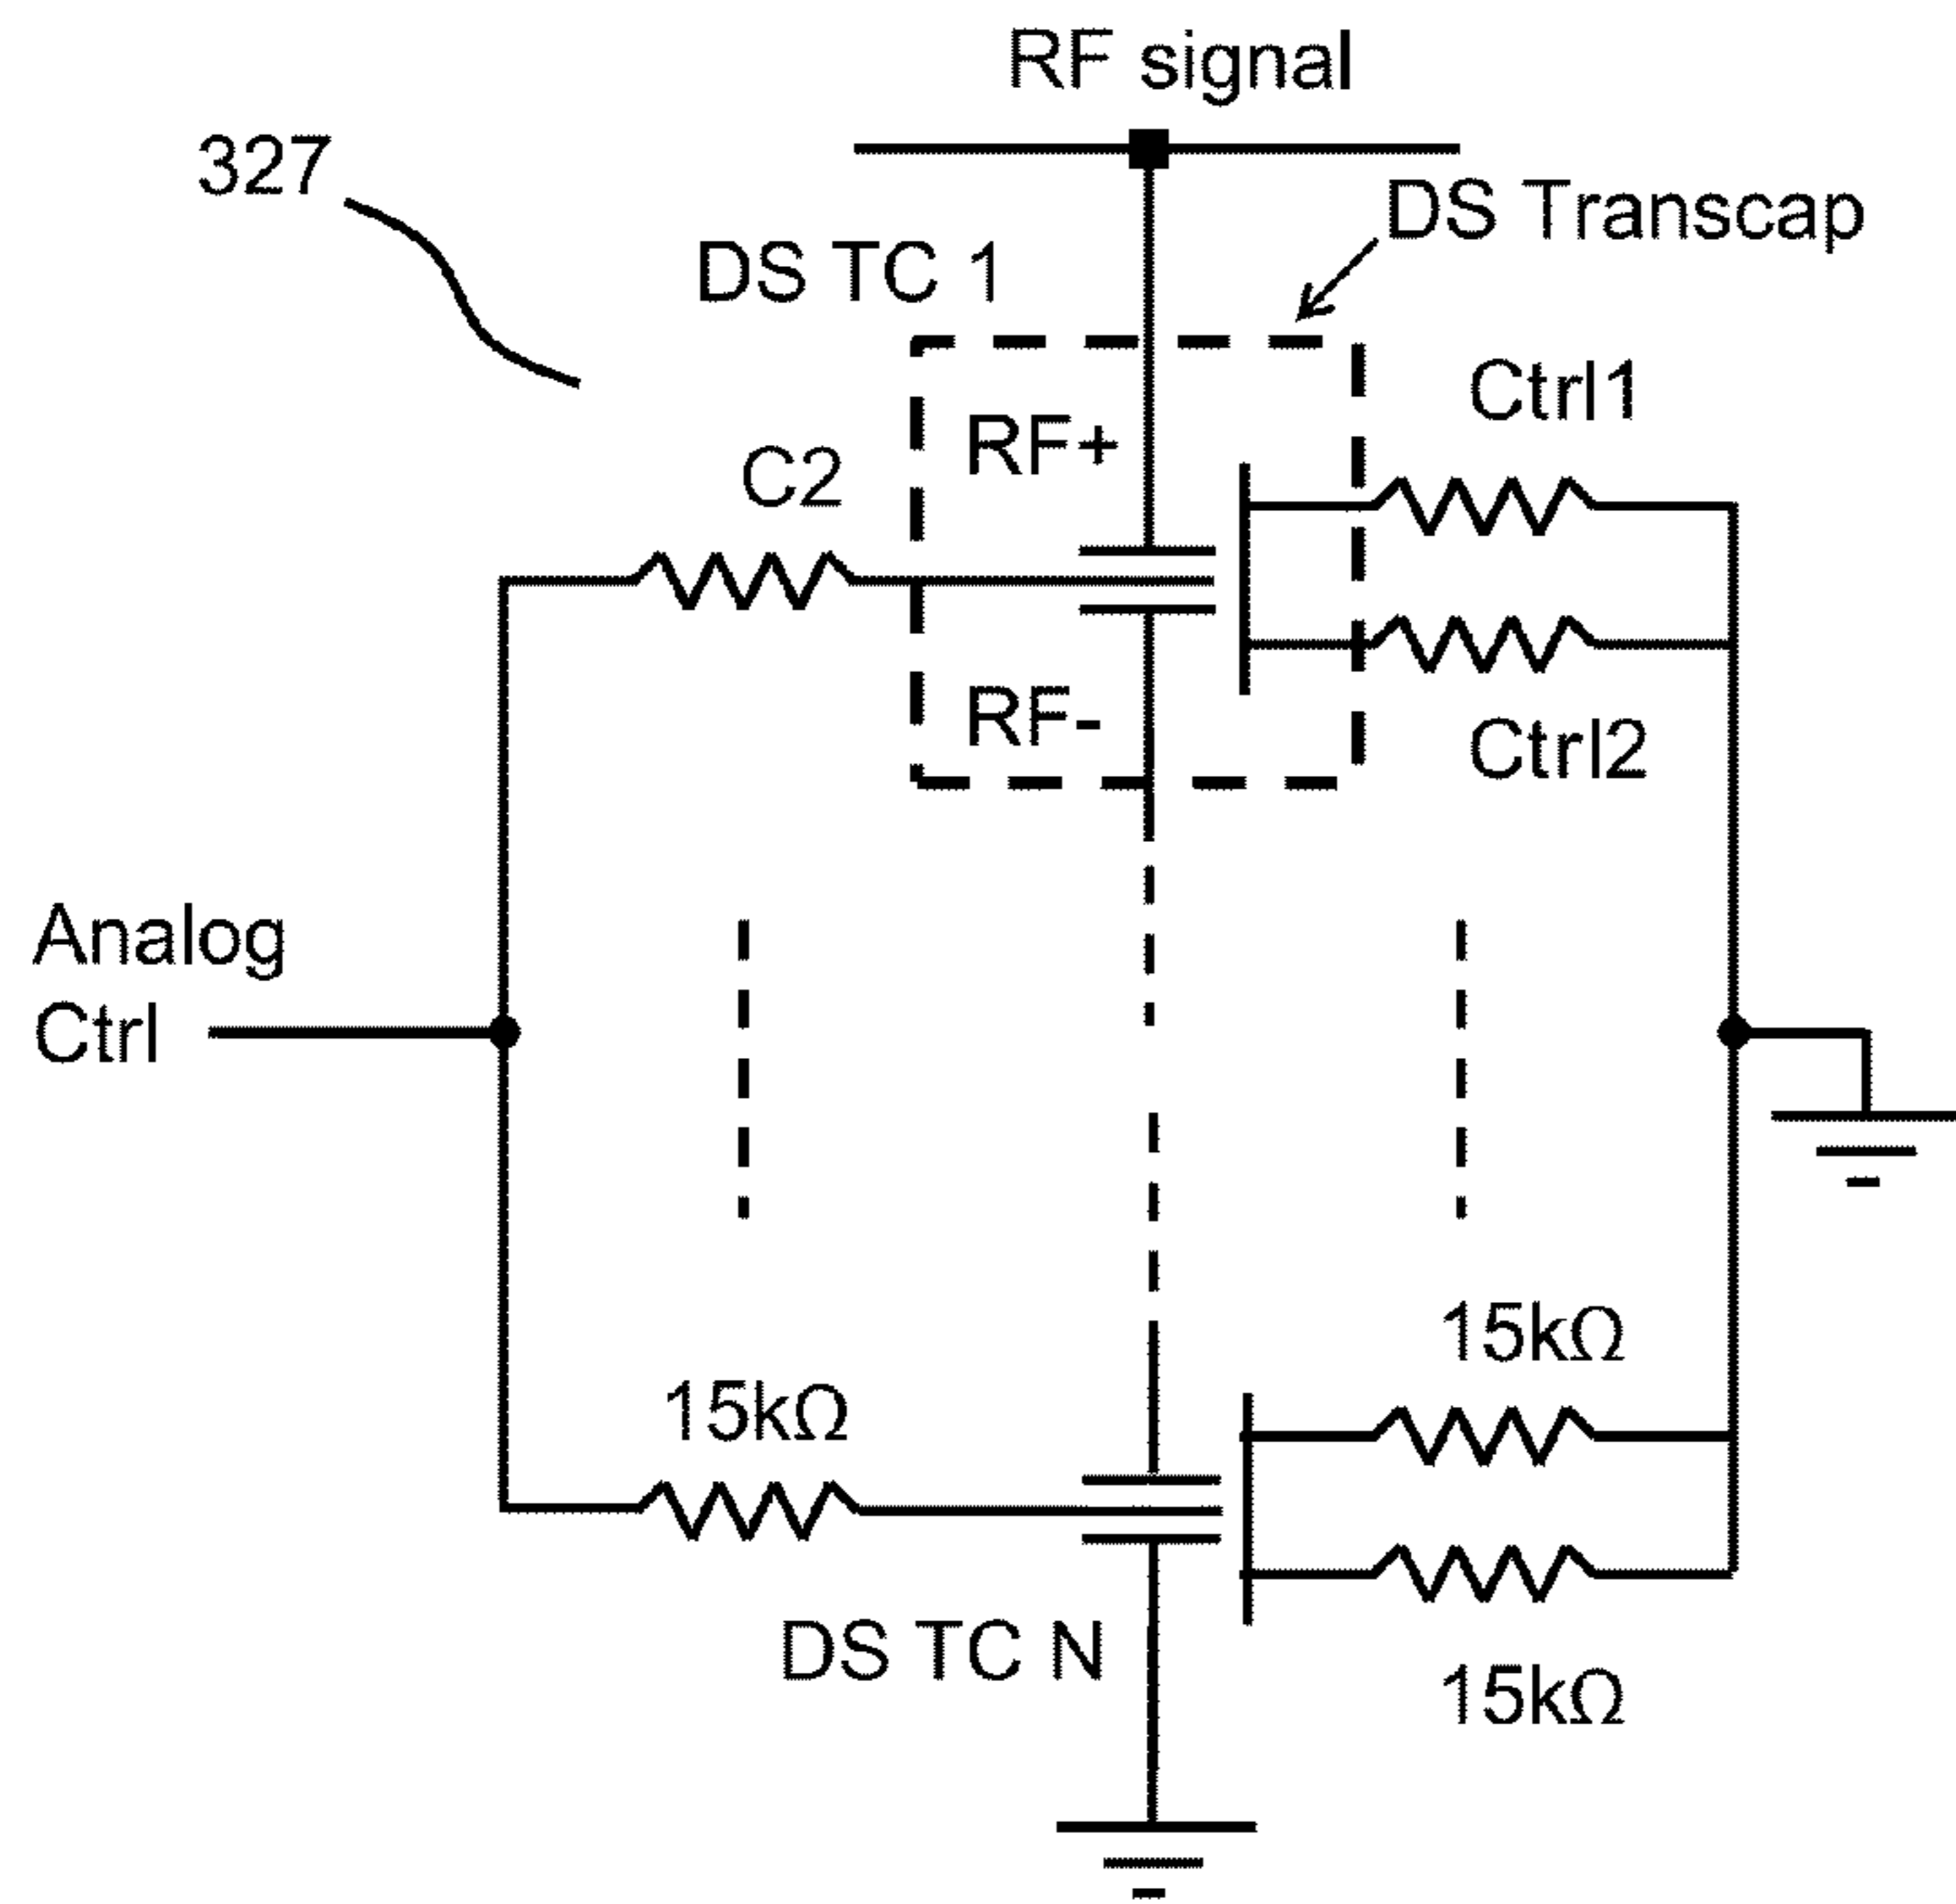 RF signal
327
DS Transcap
DS TC 1
Ctrl1
RF+
C2
RF-
Ctrl2
Analog
Ctrl
15kΩ
15kΩ
DS TC N
15kΩ